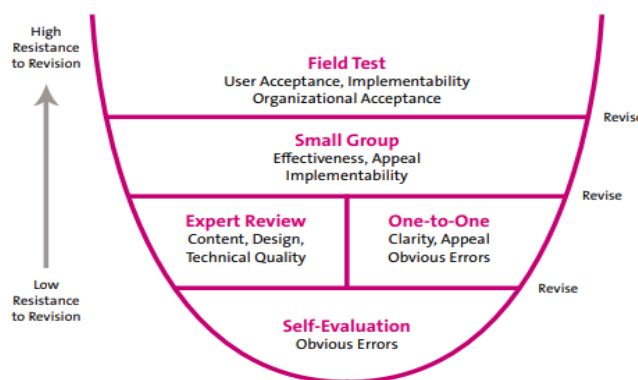 High
Resistance
to Revision
Field Test
User Acceptance, Implementability
Organizational Acceptance
Revise
Small Group
Effectiveness, Appeal
Implementability
Revise
Expert Review
Content, Design,
Technical Quality
One-to-One
Clarity, Appeal
Obvious Errors
Revise
Low
Resistance
to Revision
Self-Evaluation
Obvious Errors